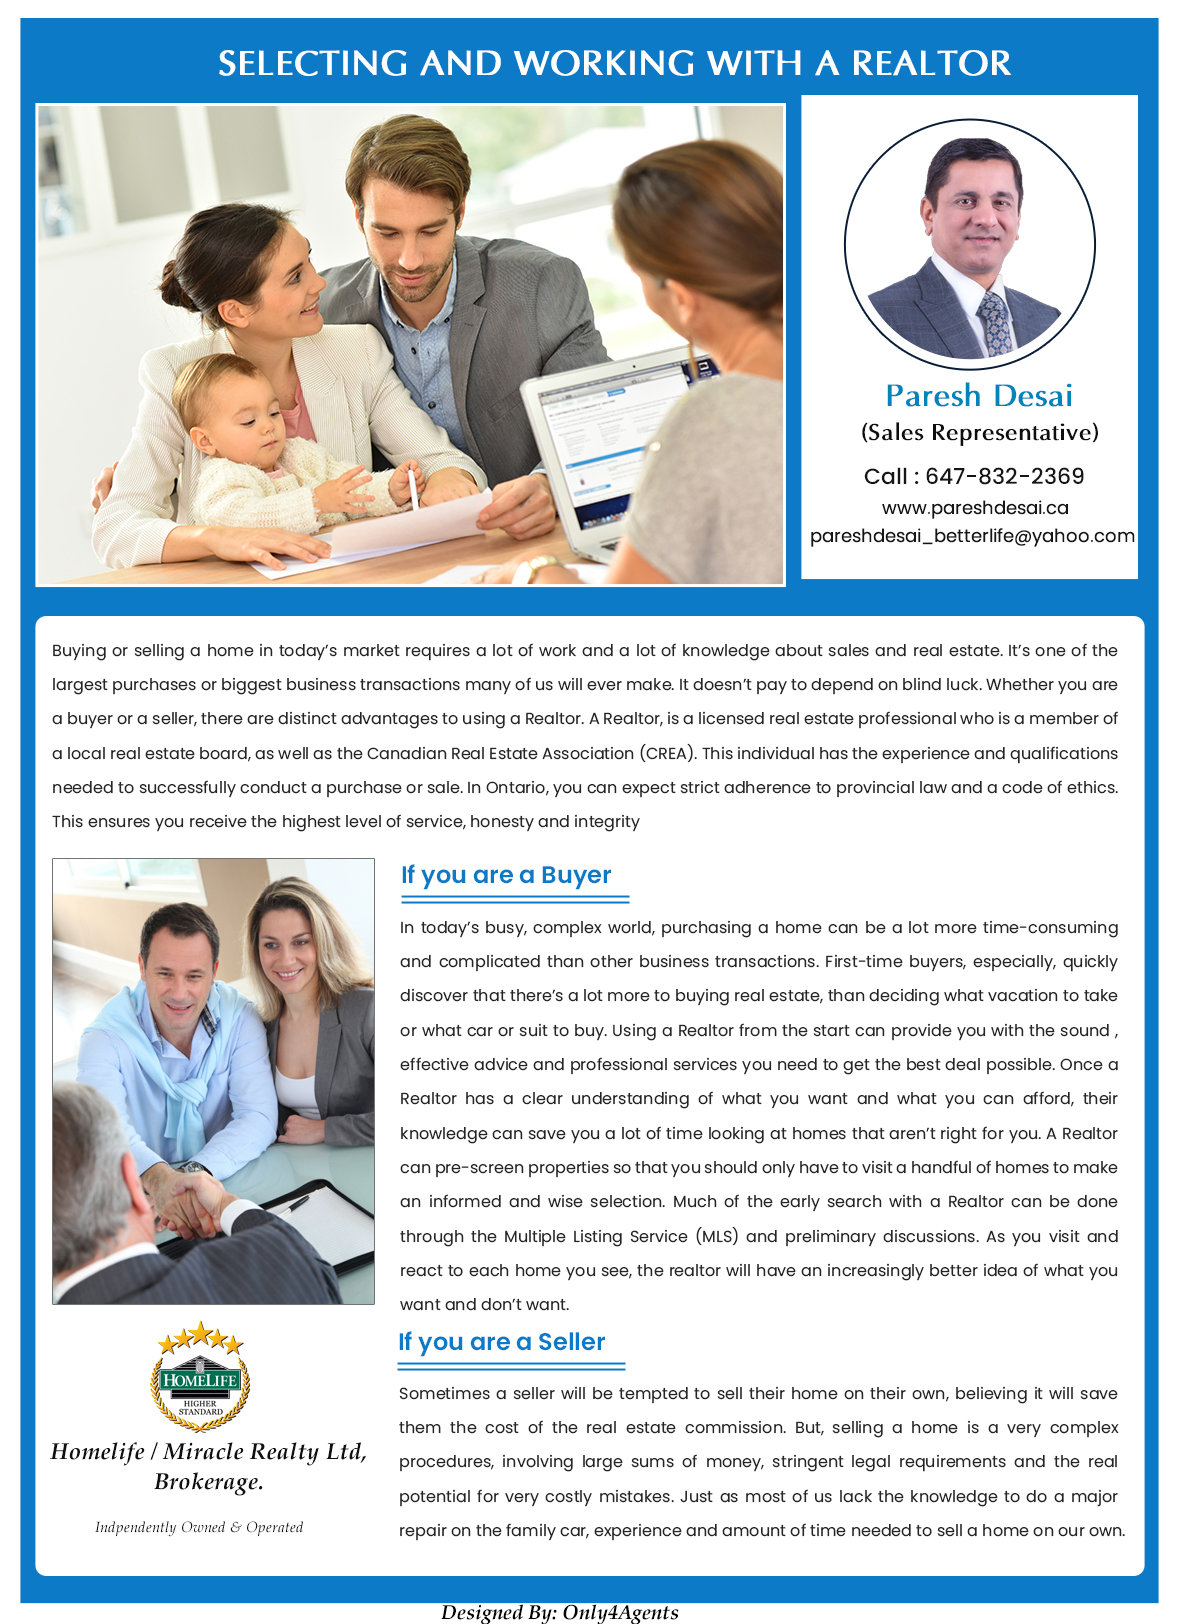 SELECTING AND WORKING WITH A REALTOR
Paresh Desai
(Sales Representative)
Call : 647-832-2369
www.pareshdesai.ca
pareshdesai_betterlife@yahoo.com
Buying or selling a home in today's market requires a lot of work and a lot of knowledge about sales and real estate. It's one of the
largest purchases or biggest business transactions many of us will ever make. It doesn't pay to depend on blind luck. Whether you are
a buyer or a seller, there are distinct advantages to using a Realtor. A Realtor, is a licensed real estate professional who is a member of
a local real estate board, as well as the Canadian Real Estate Association (CREA). This individual has the experience and qualifications
needed to successfully conduct a purchase or sale. In Ontario, you can expect strict adherence to provincial law and a code of ethics.
This ensures you receive the highest level of service, honesty and integrity
If you are a Buyer
In today's busy, complex world, purchasing a home can be a lot more time-consuming
and complicated than other business transactions. First-time buyers, especially, quickly
discover that there's a lot more to buying real estate, than deciding what vacation to take
or what car or suit to buy. Using a Realtor from the start can provide you with the sound ,
effective advice and professional services you need to get the best deal possible. Once a
Realtor has a clear understanding of what you want and what you can afford, their
knowledge can save you a lot of time looking at homes that aren't right for you. A Realtor
can pre-screen properties so that you should only have to visit a handful of homes to make
an informed and wise selection. Much of the early search with a Realtor can be done
through the Multiple Listing Service (MLS) and preliminary discussions. As you visit and
react to each home you see, the realtor will have an increasingly better idea of what you
want and don't want.
If you are a Seller
Sometimes a seller will be tempted to sell their home on their own, believing it will save
them the cost of the real estate commission. But, selling a home is a very complex
procedures, involving large sums of money, stringent legal requirements and the real
potential for very costly mistakes. Just as most of us lack the knowledge to do a major
repair on the family car, experience and amount of time needed to sell a home on our own.
HOMELIFE
HIGHER
STANDARD
Homelife / Miracle Realty Ltd,
Brokerage.
Indpendently Owned & Operated
Designed By: Only4Agents